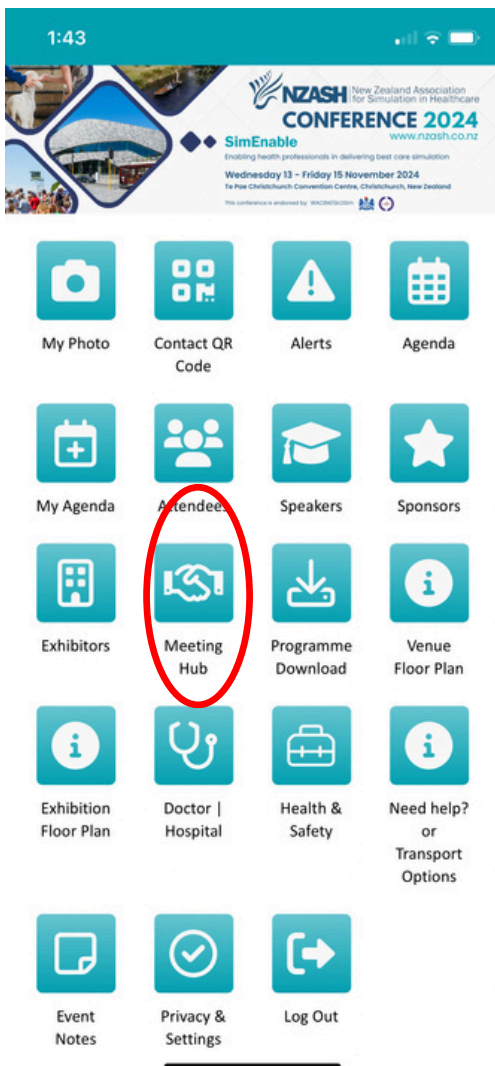 1:43
NZASH New Zealand Association
for Simulation in Healthcare
CONFERENCE 2024
www.nzash.co.nz
SimEnable
Enabling health professionals in delivering best care simulation
Wednesday 13 – Friday 15 November 2024
Te Pae Christchurch Convention Centre, Christchurch, New Zealand
This conference is endorsed by
My Photo
Contact QR
Code
Alerts
Agenda
My Agenda
Attendees
Speakers
Sponsors
Exhibitors
Meeting
Hub
Programme
Download
Venue
Floor Plan
Exhibition
Floor Plan
Doctor |
Hospital
Health &
Safety
Need help?
or
Transport
Options
Event
Notes
Privacy &
Settings
Log Out